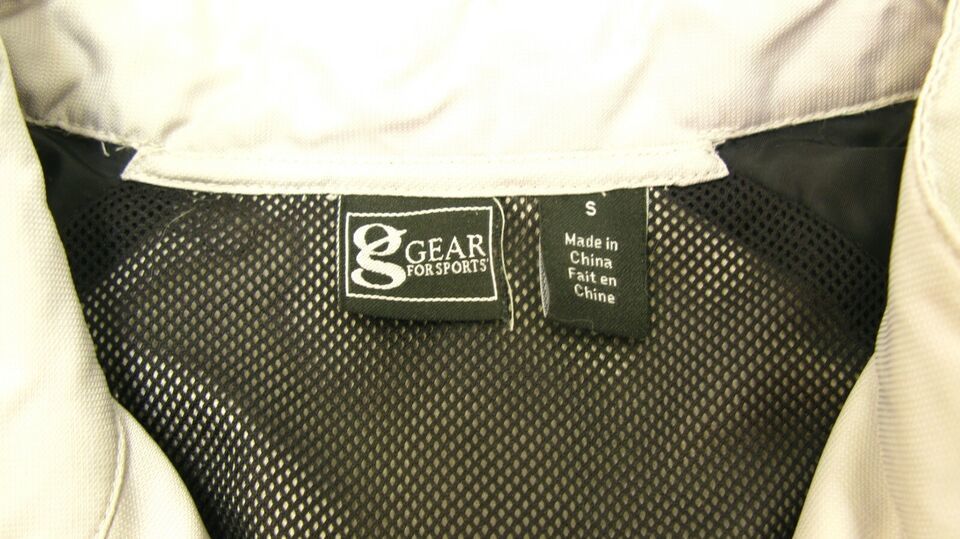 GEAR
FOR SPORTS
S
Made in
China
Fait en
Chine